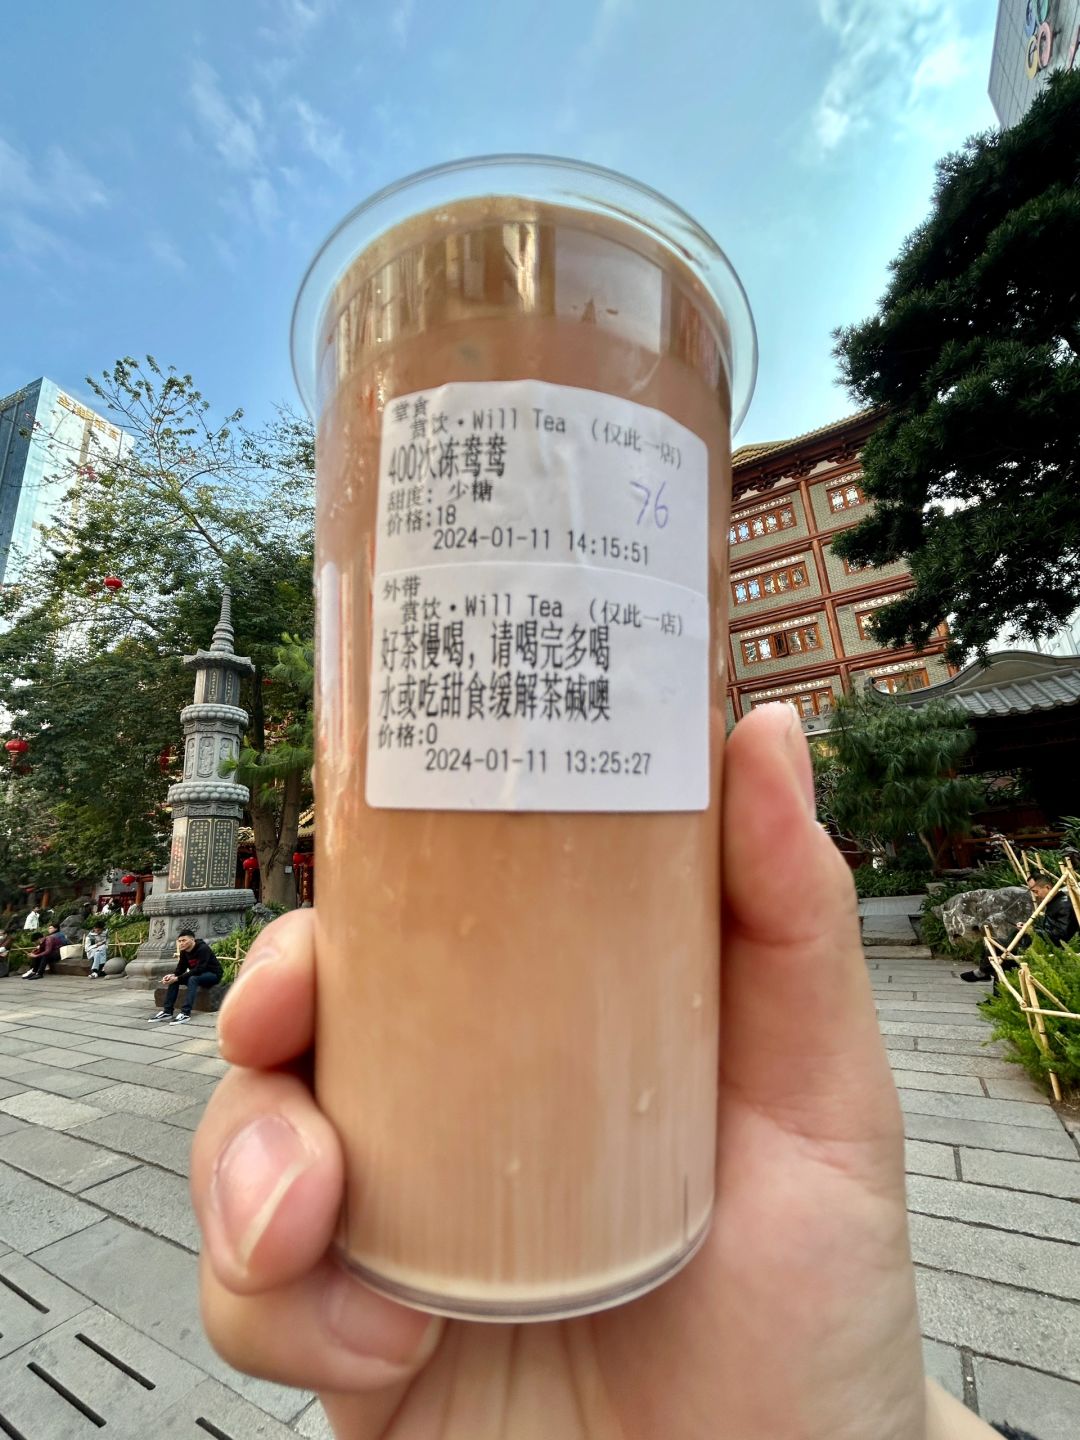 堂食
赏饮·Will Tea （仅此一店）
400次冻鸳鸯
甜度: 少糖
76
价格:18
2024-01-11 14:15:51
外带
赏饮·Will Tea （仅此一店）
好茶慢喝，请喝完多喝
水或吃甜食缓解茶碱噢
价格:0
2024-01-11 13:25:27